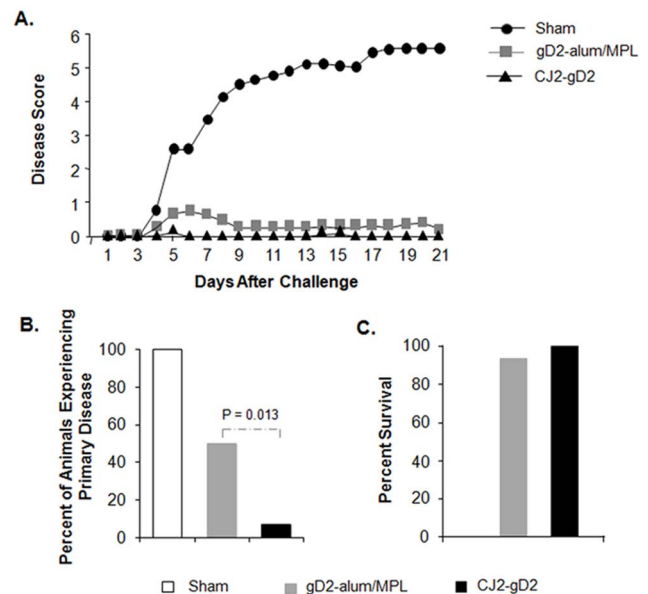 A.
Sham
gD2-alum/MPL
CJ2-gD2
Disease Score
6
5
4
3
2
1
0
1 3 5 7 9 11 13 15 17 19 21
Days After Challenge
B.
Percent of Animals Experiencing
Primary Disease
100
80
60
40
20
0
P = 0.013
C.
Percent Survival
100
80
60
40
20
0
Sham gD2-alum/MPL CJ2-gD2